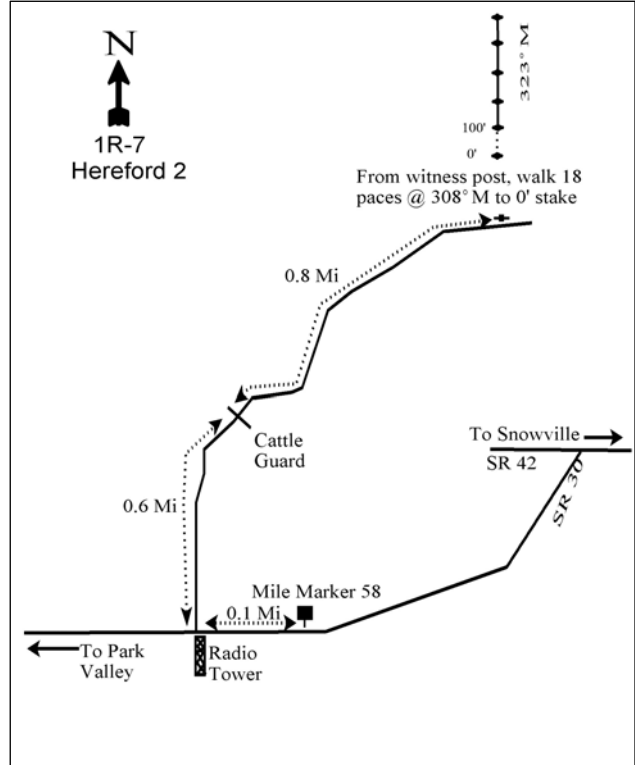 N
1R-7
Hereford 2
323° M
100'
0'
From witness post, walk 18
paces @ 308° M to 0' stake
0.8 Mi
Cattle
Guard
To Snowville
SR 42
SR 30
0.6 Mi
Mile Marker 58
0.1 Mi
To Park
Valley
Radio
Tower